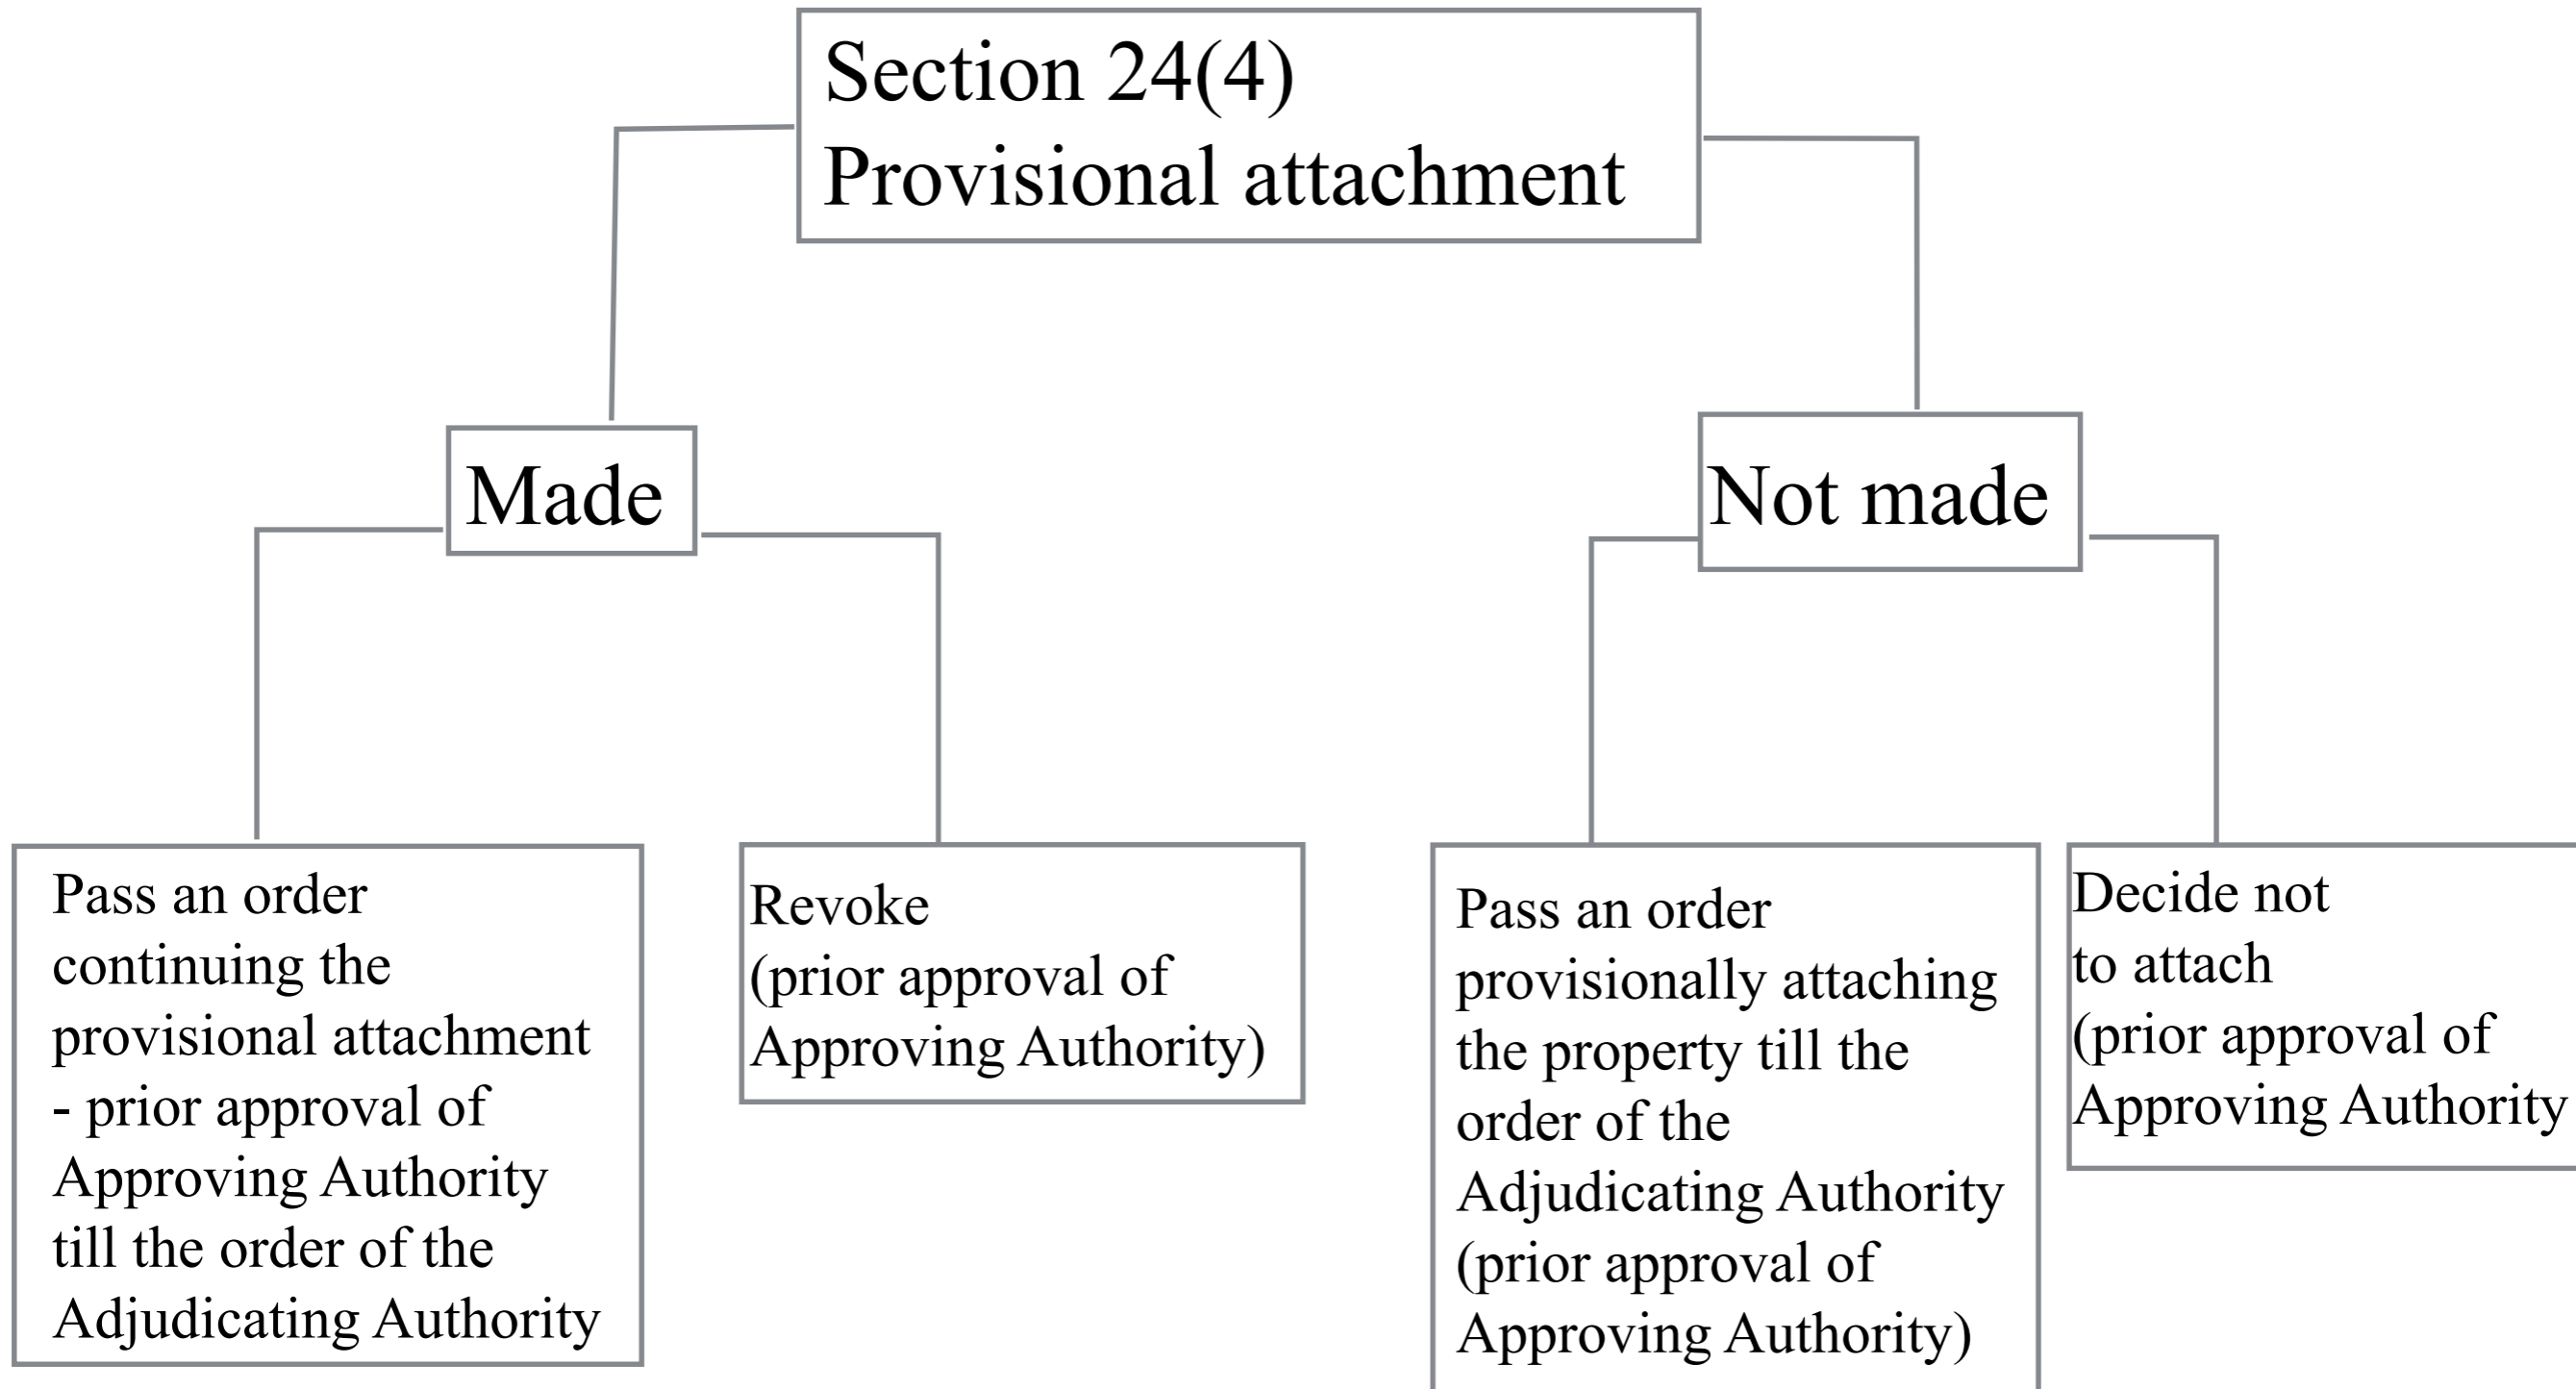 Section 24(4)
Provisional attachment
Made
Not made
Pass an order
continuing the
provisional attachment
- prior approval of
Approving Authority
till the order of the
Adjudicating Authority
Revoke
(prior approval of
Approving Authority)
Pass an order
provisionally attaching
the property till the
order of the
Adjudicating Authority
(prior approval of
Approving Authority)
Decide not
to attach
(prior approval of
Approving Authority